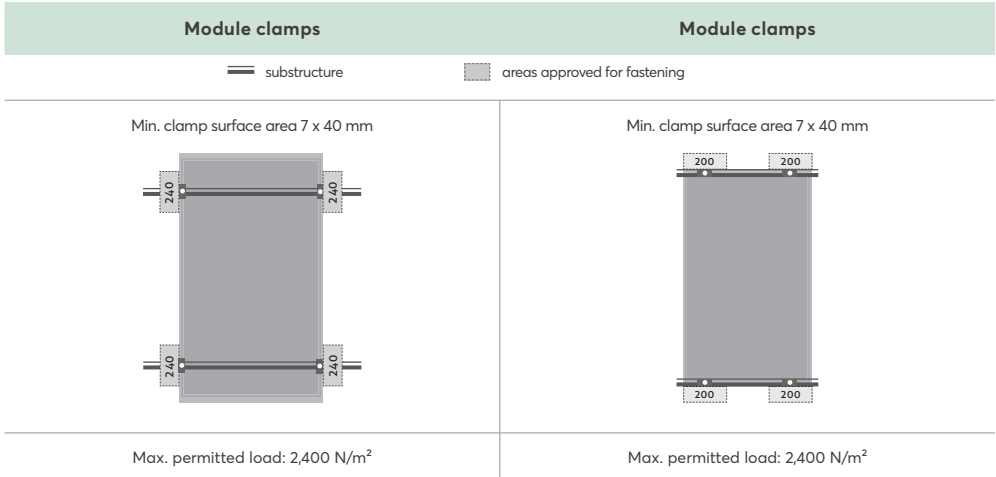 Module clamps
Module clamps
substructure
areas approved for fastening
Min. clamp surface area 7 x 40 mm
240
240
240
240
Max. permitted load: 2,400 N/m²
Min. clamp surface area 7 x 40 mm
200
200
200
200
Max. permitted load: 2,400 N/m²